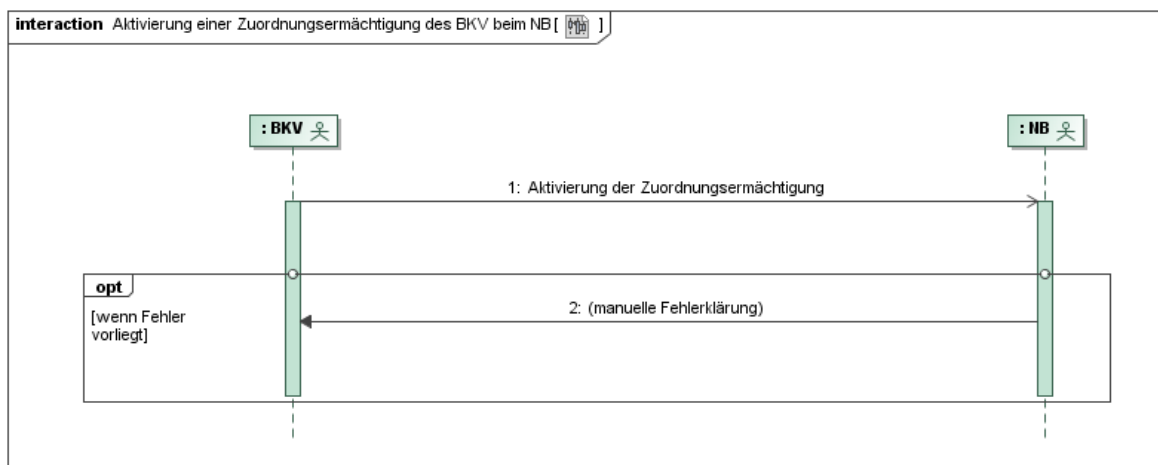 interaction Aktivierung einer Zuordnungsermächtigung des BKV beim NB [ ]
: BKV
: NB
1: Aktivierung der Zuordnungsermächtigung
opt
[wenn Fehler
vorliegt]
2: (manuelle Fehlerklärung)